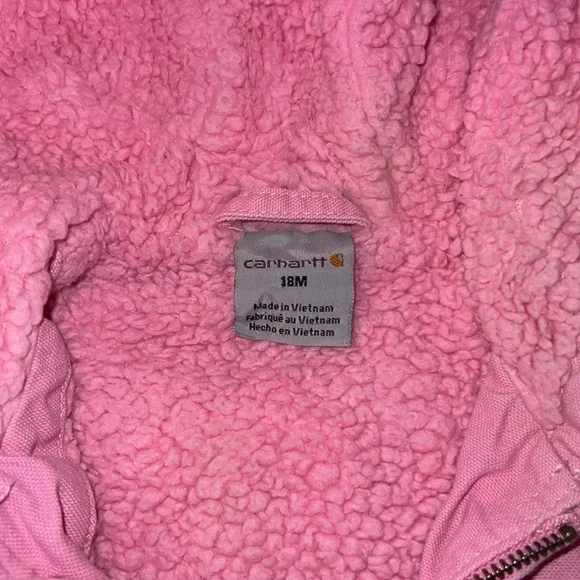 carhartt
18M
Made in Vietnam
Fabriqué au Vietnam
Hecho en Vietnam